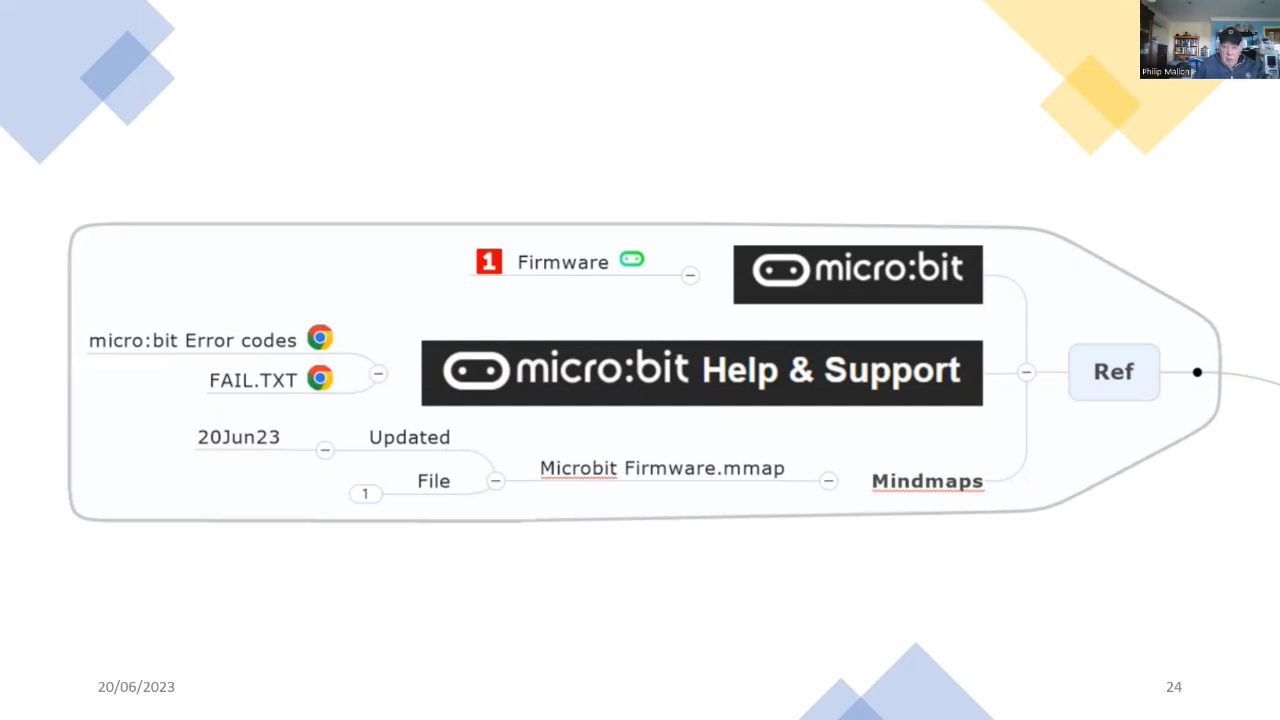 Philip Mallon
1 Firmware
micro:bit
micro:bit Error codes
FAIL.TXT
micro:bit Help & Support
Ref
20Jun23
Updated
File
1
Microbit Firmware.mmap
Mindmaps
20/06/2023
24